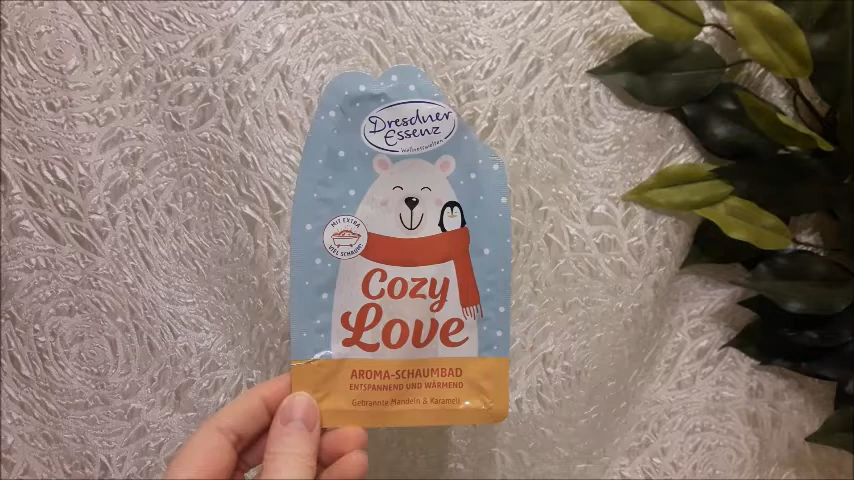 Dresdner
Essenz
Wellnesswelten
MIT EXTRA
VIEL SCHAUM!
Cozy
Love
AROMA-SCHAUMBAD
ENTSPANNEND UND WÄRMEND
Gebrannte Mandeln & Karamell